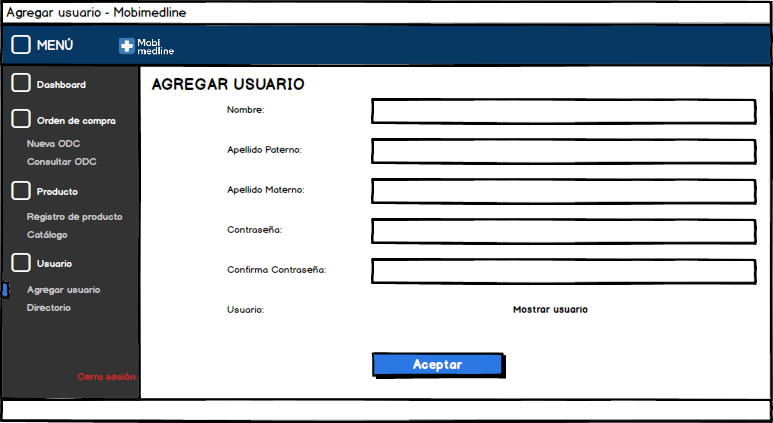 Agregar usuario - Mobimedline
MENÚ
Mobi
medline
Dashboard
Orden de compra
Nueva ODC
Consultar ODC
Producto
Registro de producto
Catálogo
Usuario
Agregar usuario
Directorio
Cerra sesión
AGREGAR USUARIO
Nombre:
Apellido Paterno:
Apellido Materno:
Contraseña:
Confirma Contraseña:
Usuario:
Mostrar usuario
Aceptar